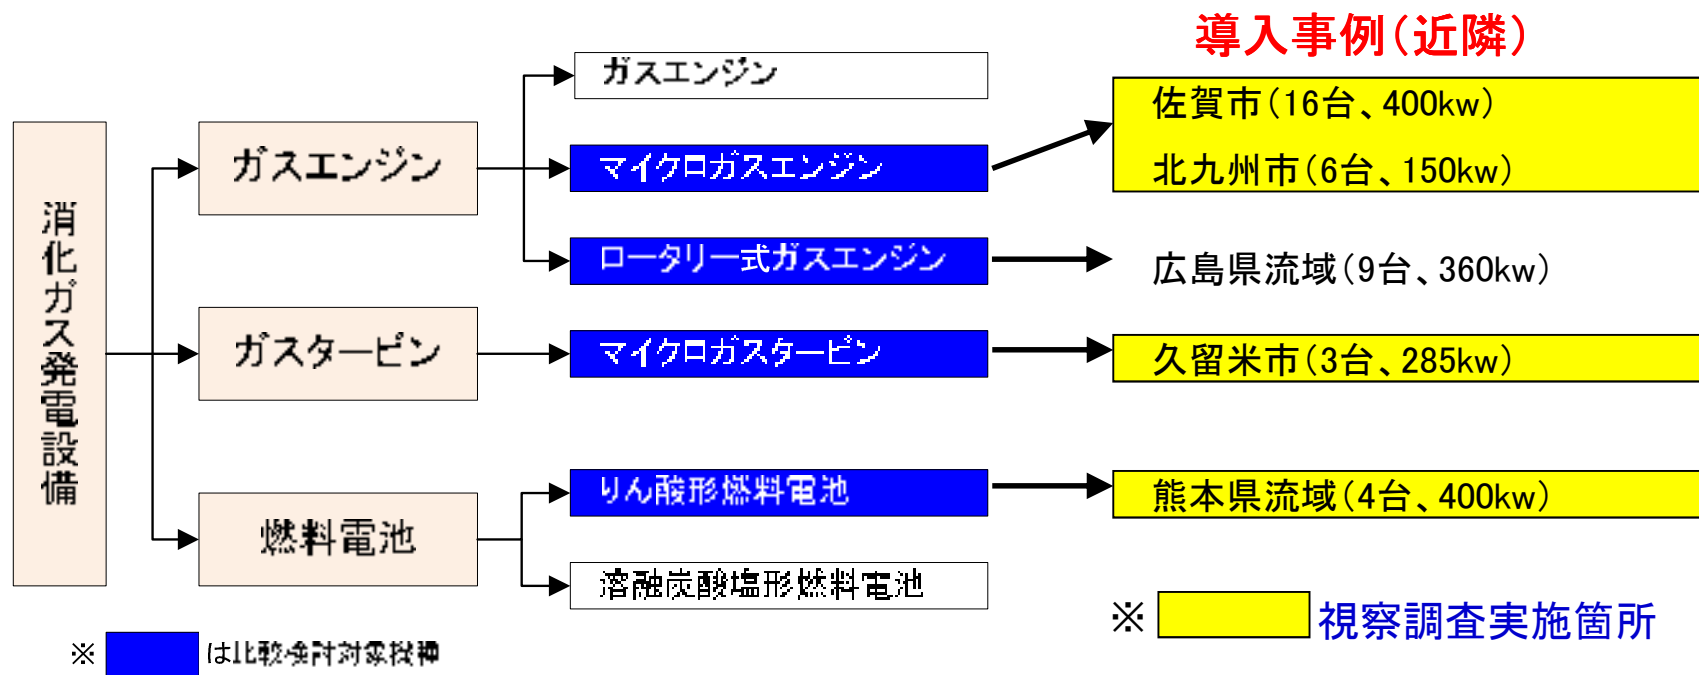 導入事例(近隣)
消化ガス発電設備
ガスエンジン
ガスタービン
燃料電池
ガスエンジン
マイクロガスエンジン
ロータリー式ガスエンジン
マイクロガスタービン
りん酸形燃料電池
溶融炭酸塩形燃料電池
佐賀市(16台、400kw)
北九州市(6台、150kw)
広島県流域(9台、360kw)
久留米市(3台、285kw)
熊本県流域(4台、400kw)
※ 視察調査実施箇所
※ は比較検討対象機種